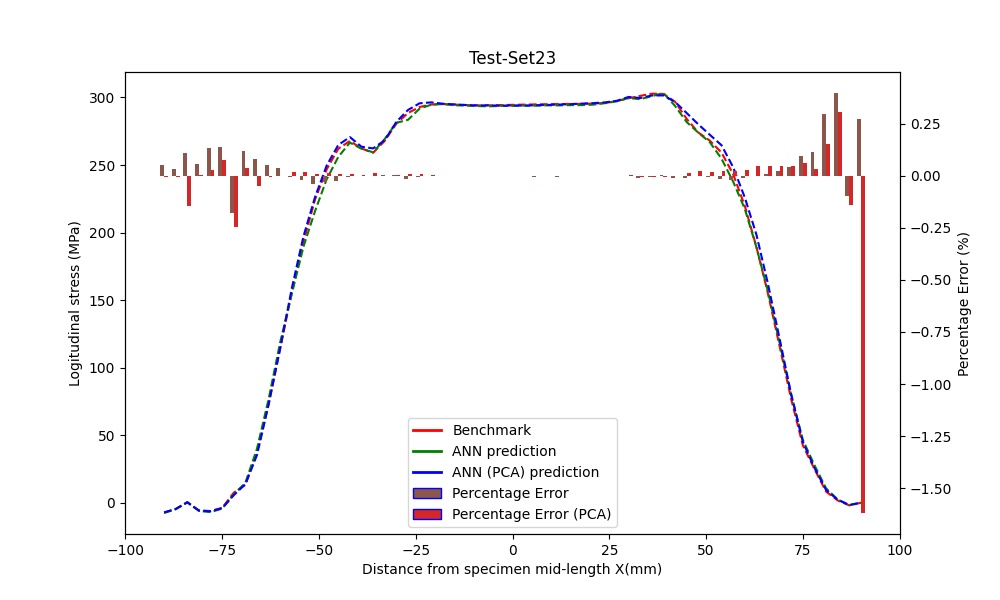 Test-Set23
300
250
200
150
100
50
0
Logitudinal stress (MPa)
0.25
0.00
−0.25
−0.50
−0.75
−1.00
−1.25
−1.50
Percentage Error (%)
Benchmark
ANN prediction
ANN (PCA) prediction
Percentage Error
Percentage Error (PCA)
−100 −75 −50 −25 0 25 50 75 100
Distance from specimen mid-length X(mm)